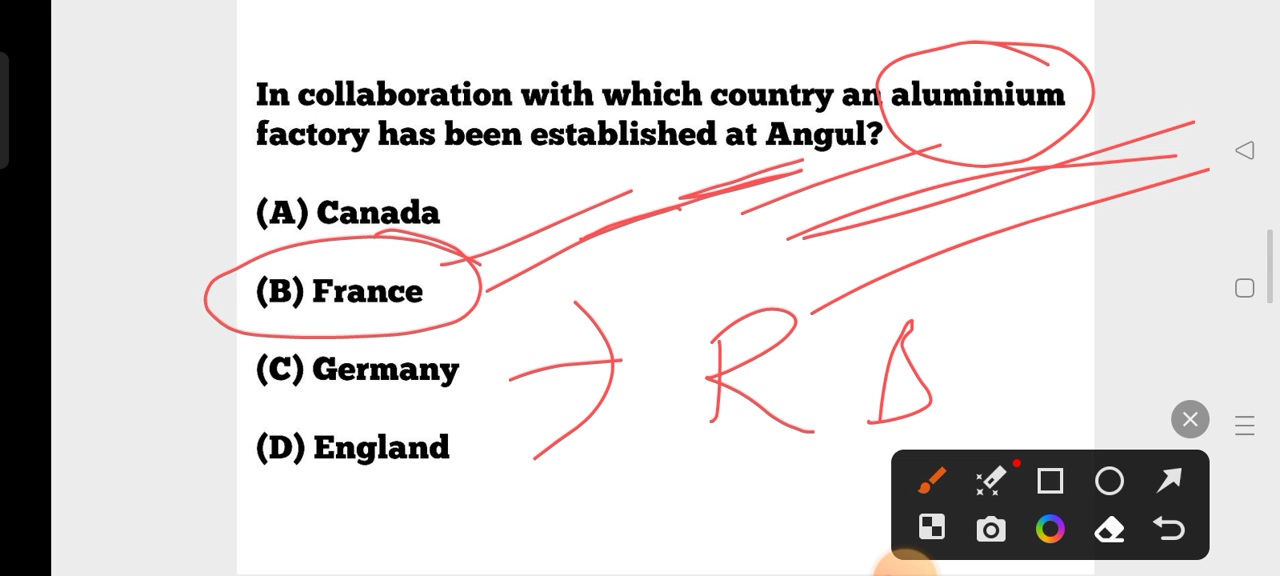 In collaboration with which country an aluminium
factory has been established at Angul?
(A) Canada
(B) France
(C) Germany
(D) England
R